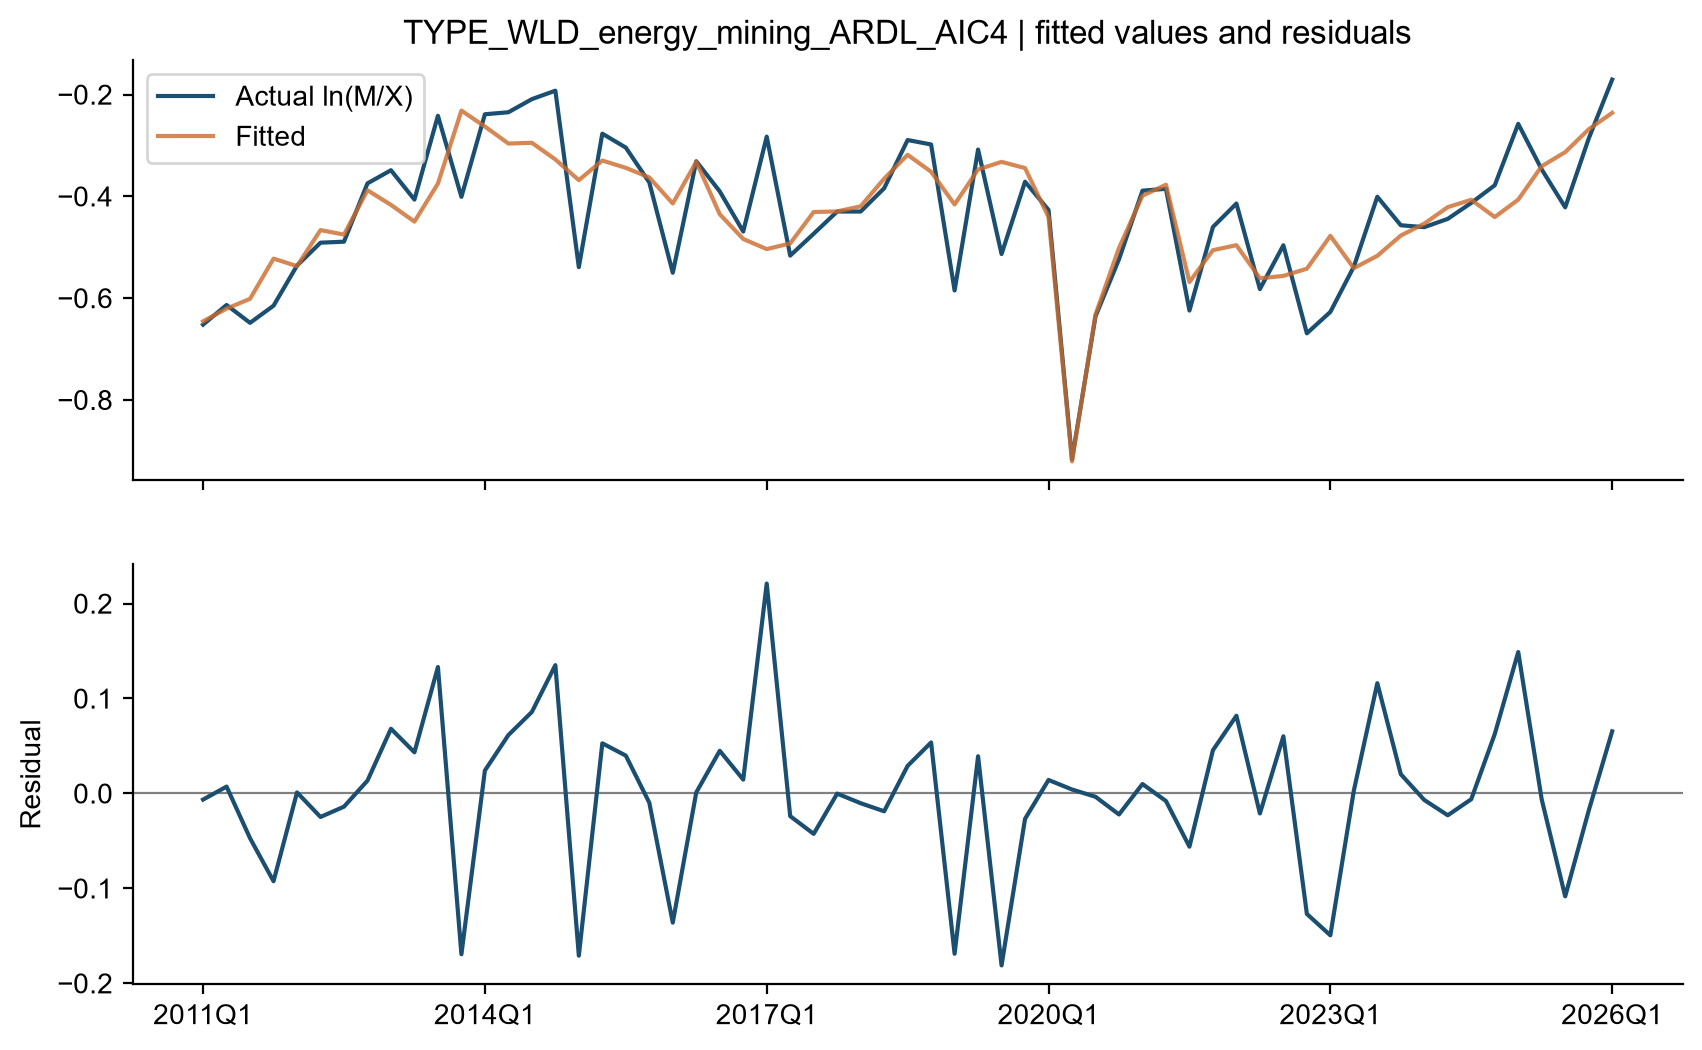 TYPE_WLD_energy_mining_ARDL_AIC4 | fitted values and residuals
Actual ln(M/X)
Fitted
−0.2
−0.4
−0.6
−0.8
Residual
0.2
0.1
0.0
−0.1
−0.2
2011Q1 2014Q1 2017Q1 2020Q1 2023Q1 2026Q1